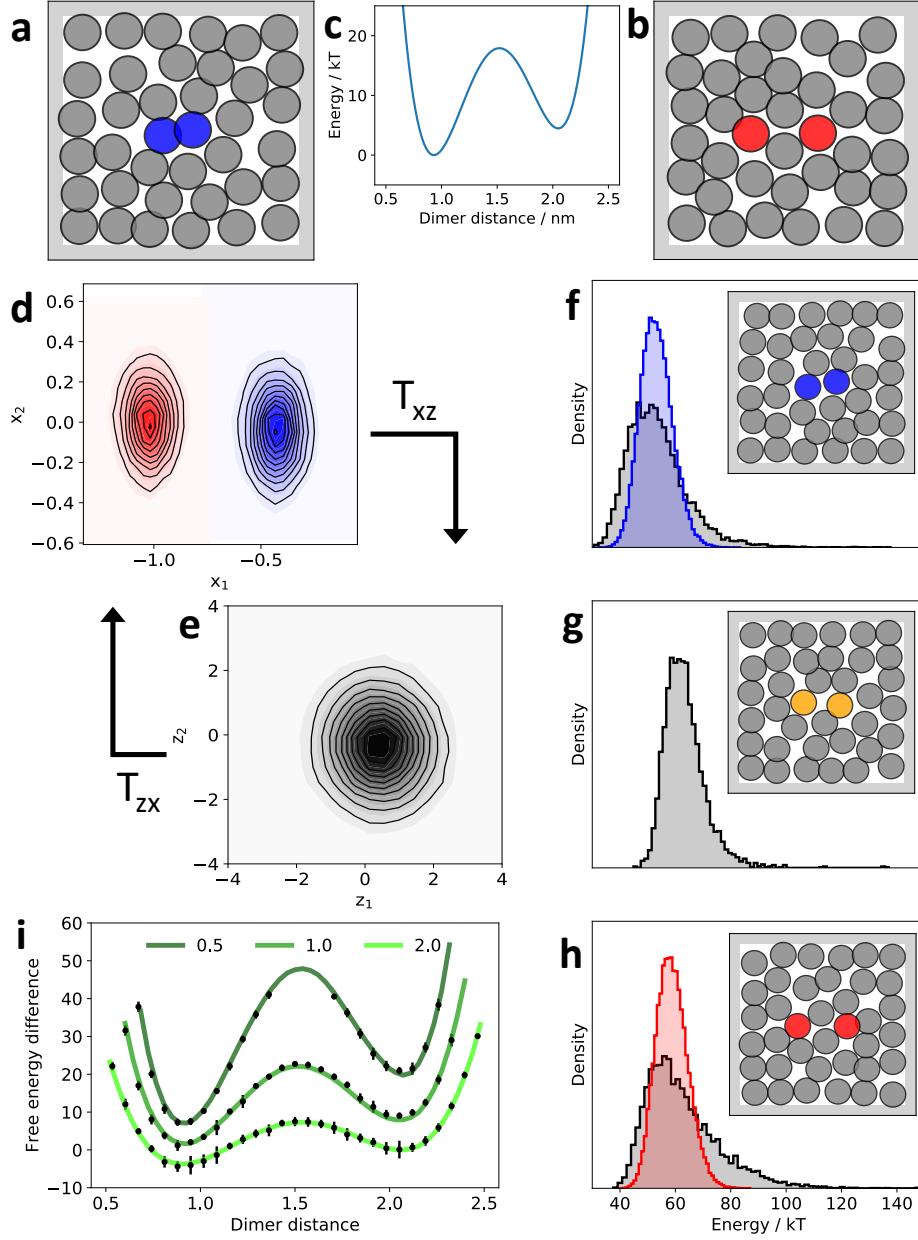 a
c
b
Energy / kT
20
10
0
0.5 1.0 1.5 2.0 2.5
Dimer distance / nm
d
x2
0.6
0.4
0.2
0.0
−0.2
−0.4
−0.6
−1.0 −0.5
x1
Txz
f
Density
e
z2
4
2
0
−2
−4
−4 −2 0 2 4
z1
Tzx
g
Density
i
Free energy difference
60
50
40
30
20
10
0
−10
0.5 1.0 2.0
0.5 1.0 1.5 2.0 2.5
Dimer distance
h
Density
40 60 80 100 120 140
Energy / kT